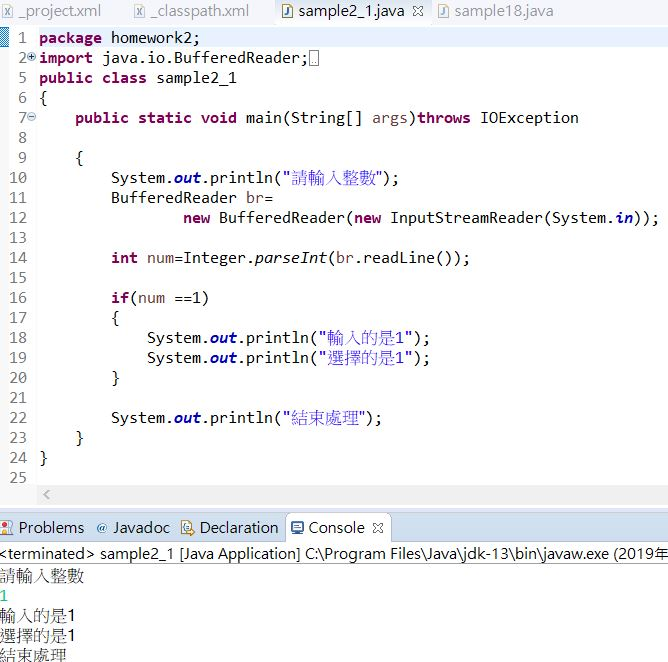 _project.xml _classpath.xml sample2_1.java sample18.java
1 package homework2;
2 import java.io.BufferedReader;
5 public class sample2_1
6 {
7 public static void main(String[] args)throws IOException
8
9 {
10 System.out.println("請輸入整數");
11 BufferedReader br=
12 new BufferedReader(new InputStreamReader(System.in));
13
14 int num=Integer.parseInt(br.readLine());
15
16 if(num ==1)
17 {
18 System.out.println("輸入的是1");
19 System.out.println("選擇的是1");
20 }
21
22 System.out.println("結束處理");
23 }
24 }
25
Problems Javadoc Declaration Console
<terminated> sample2_1 [Java Application] C:\Program Files\Java\jdk-13\bin\javaw.exe (2019年
請輸入整數
1
輸入的是1
選擇的是1
結束處理